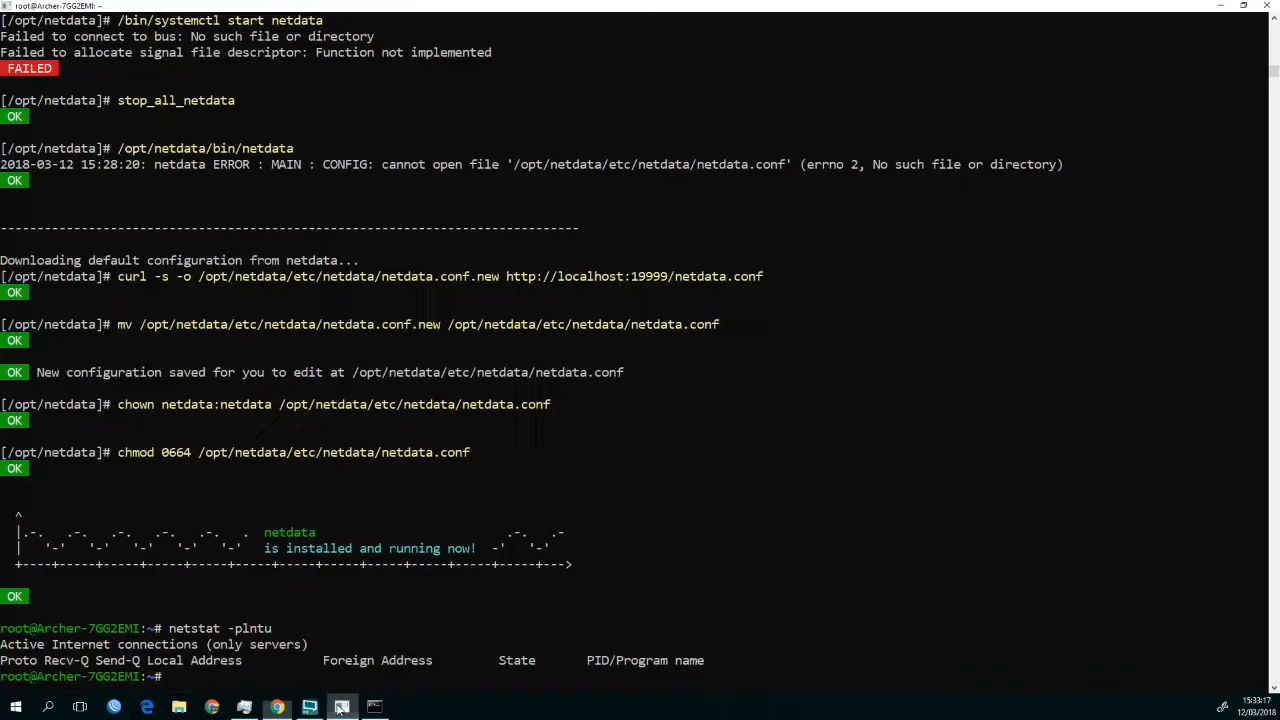 root@Archer-7GG2EMI: ~
[/opt/netdata]# /bin/systemctl start netdata
Failed to connect to bus: No such file or directory
Failed to allocate signal file descriptor: Function not implemented
FAILED
[/opt/netdata]# stop_all_netdata
OK
[/opt/netdata]# /opt/netdata/bin/netdata
2018-03-12 15:28:20: netdata ERROR : MAIN : CONFIG: cannot open file '/opt/netdata/etc/netdata/netdata.conf' (errno 2, No such file or directory)
OK
-------------------------------------------------------------------------------
Downloading default configuration from netdata...
[/opt/netdata]# curl -s -o /opt/netdata/etc/netdata/netdata.conf.new http://localhost:19999/netdata.conf
OK
[/opt/netdata]# mv /opt/netdata/etc/netdata/netdata.conf.new /opt/netdata/etc/netdata/netdata.conf
OK
OK New configuration saved for you to edit at /opt/netdata/etc/netdata/netdata.conf
[/opt/netdata]# chown netdata:netdata /opt/netdata/etc/netdata/netdata.conf
OK
[/opt/netdata]# chmod 0664 /opt/netdata/etc/netdata/netdata.conf
OK
^
|.-.   .-.   .-.   .-.   .-.   .  netdata                          .-.   .-
|   '-'   '-'   '-'   '-'   '-'   is installed and running now!  -'   '-'
+----+-----+-----+-----+-----+-----+-----+-----+-----+-----+-----+-----+--->
OK
root@Archer-7GG2EMI:~# netstat -plntu
Active Internet connections (only servers)
Proto Recv-Q Send-Q Local Address           Foreign Address         State       PID/Program name
root@Archer-7GG2EMI:~#
15:33:17
12/03/2018